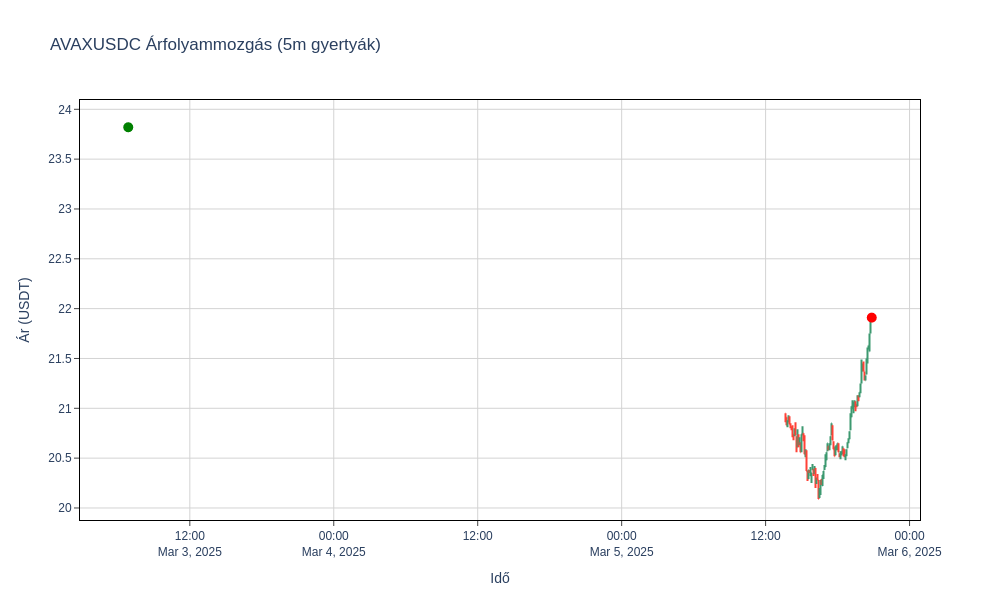 AVAXUSDC Árfolyammozgás (5m gyertyák)
Ár (USDT)
24
23.5
23
22.5
22
21.5
21
20.5
20
12:00
Mar 3, 2025
00:00
Mar 4, 2025
12:00
00:00
Mar 5, 2025
12:00
00:00
Mar 6, 2025
Idő